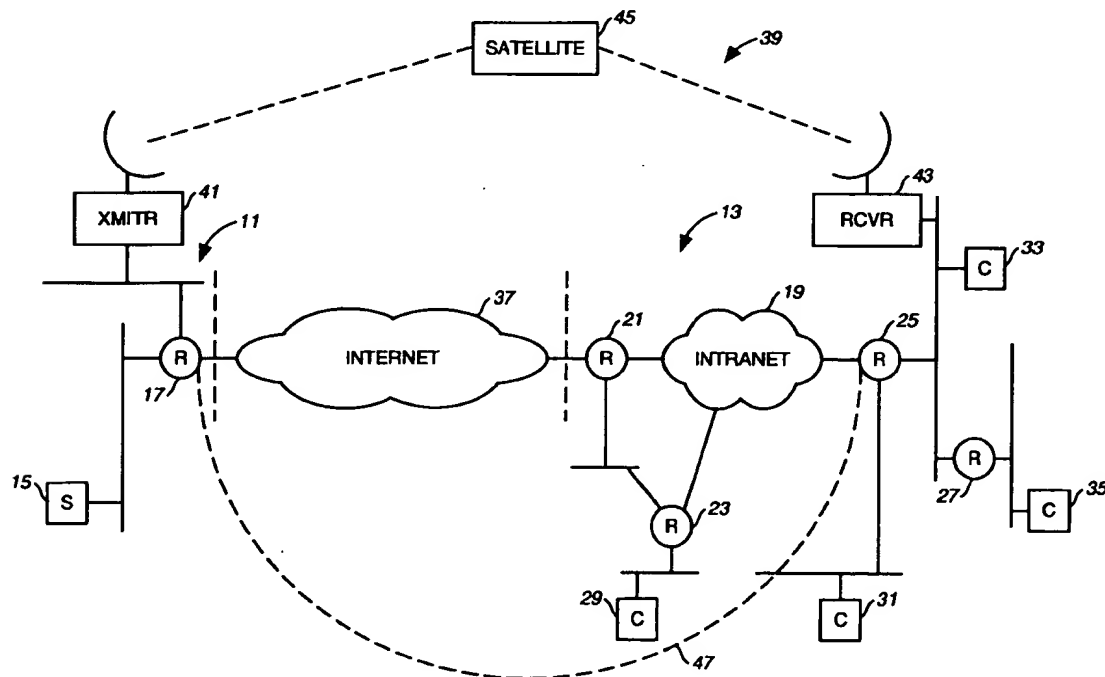 45
SATELLITE
39
41
XMITR
11
13
43
RCVR
33
C
37
INTERNET
21
R
19
INTRANET
25
R
R
17
15
S
R
23
R
27
C
35
29
C
C
31
47